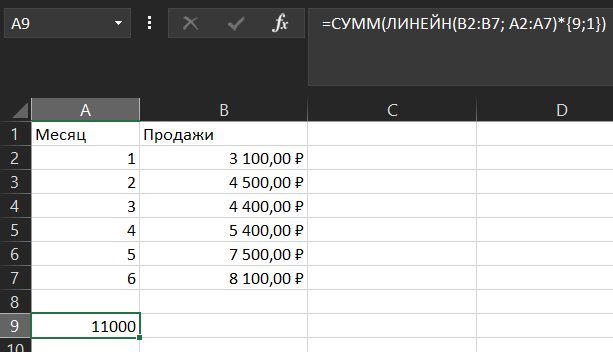 A9 fx =СУММ(ЛИНЕЙН(B2:B7; A2:A7)*{9;1})
A B C D
1 Месяц Продажи
2 1 3 100,00 ₽
3 2 4 500,00 ₽
4 3 4 400,00 ₽
5 4 5 400,00 ₽
6 5 7 500,00 ₽
7 6 8 100,00 ₽
8
9 11000
10